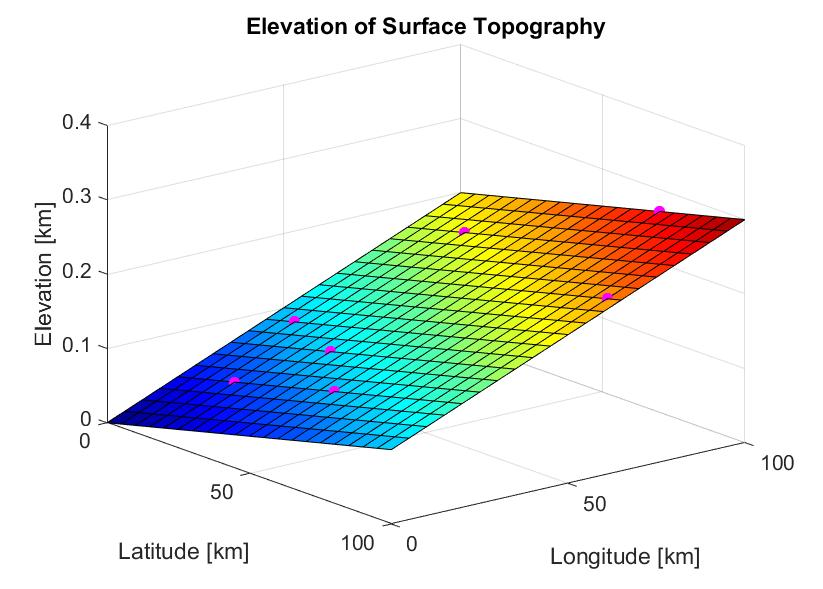 Elevation of Surface Topography
0.4
0.3
0.2
0.1
0
Elevation [km]
0
50
100
Latitude [km]
0
50
100
Longitude [km]